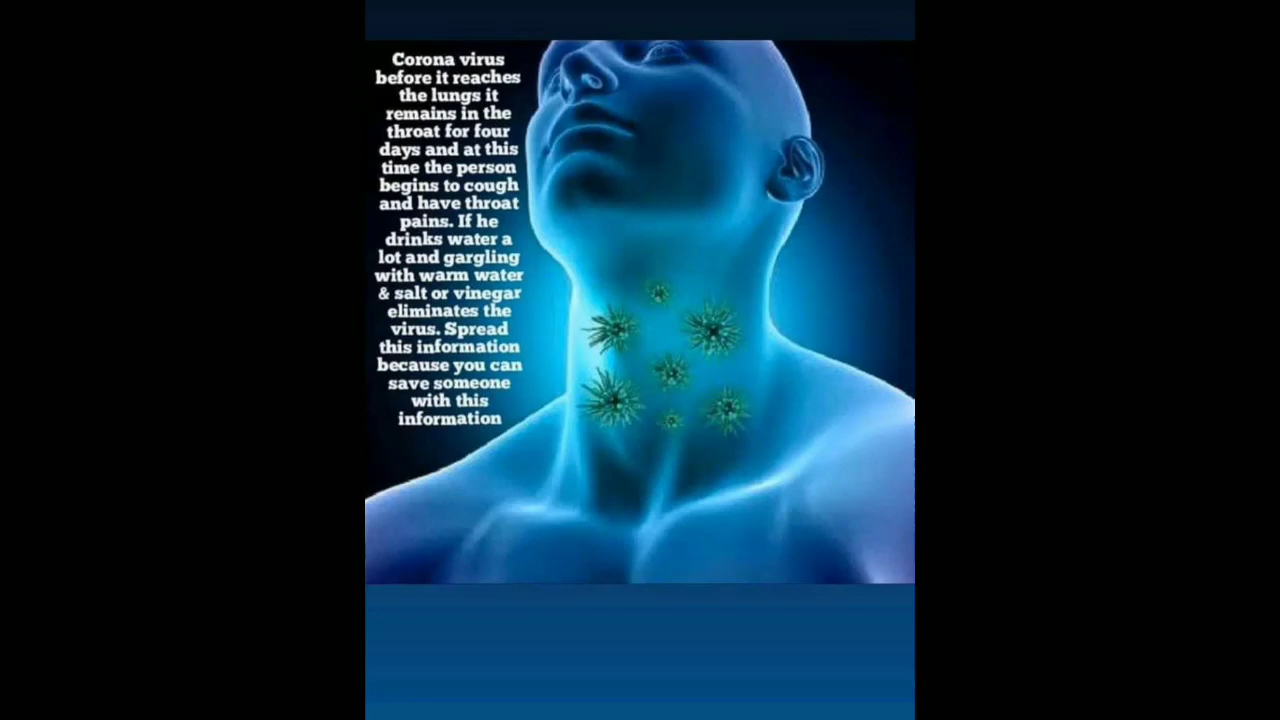 Corona virus
before it reaches
the lungs it
remains in the
throat for four
days and at this
time the person
begins to cough
and have throat
pains. If he
drinks water a
lot and gargling
with warm water
& salt or vinegar
eliminates the
virus. Spread
this information
because you can
save someone
with this
information